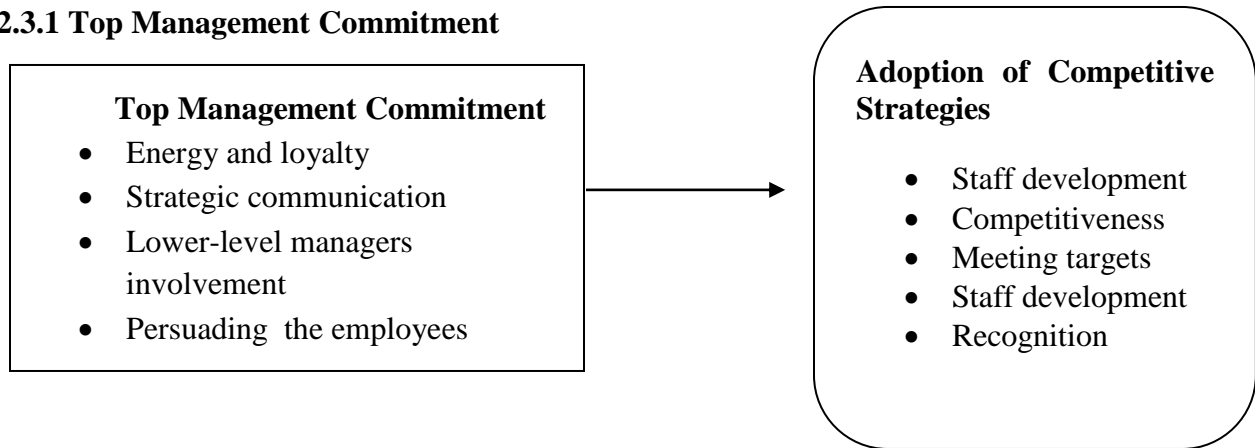 2.3.1 Top Management Commitment
Top Management Commitment
• Energy and loyalty
• Strategic communication
• Lower-level managers
involvement
• Persuading the employees
Adoption of Competitive
Strategies
• Staff development
• Competitiveness
• Meeting targets
• Staff development
• Recognition